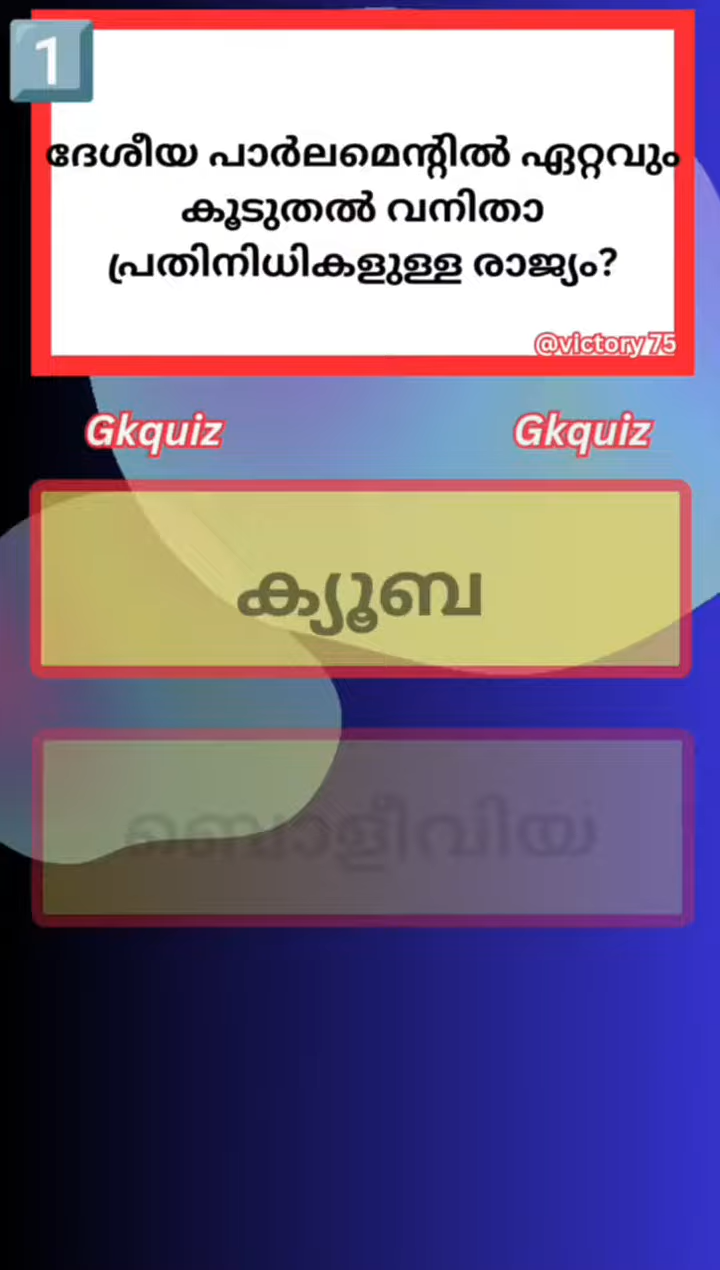 1
ദേശീയ പാർലമെന്റിൽ ഏറ്റവും
കൂടുതൽ വനിതാ
പ്രതിനിധികളുള്ള രാജ്യം?
@victory 75
Gkquiz Gkquiz
ക്യൂബ
ബൊളീവിയ